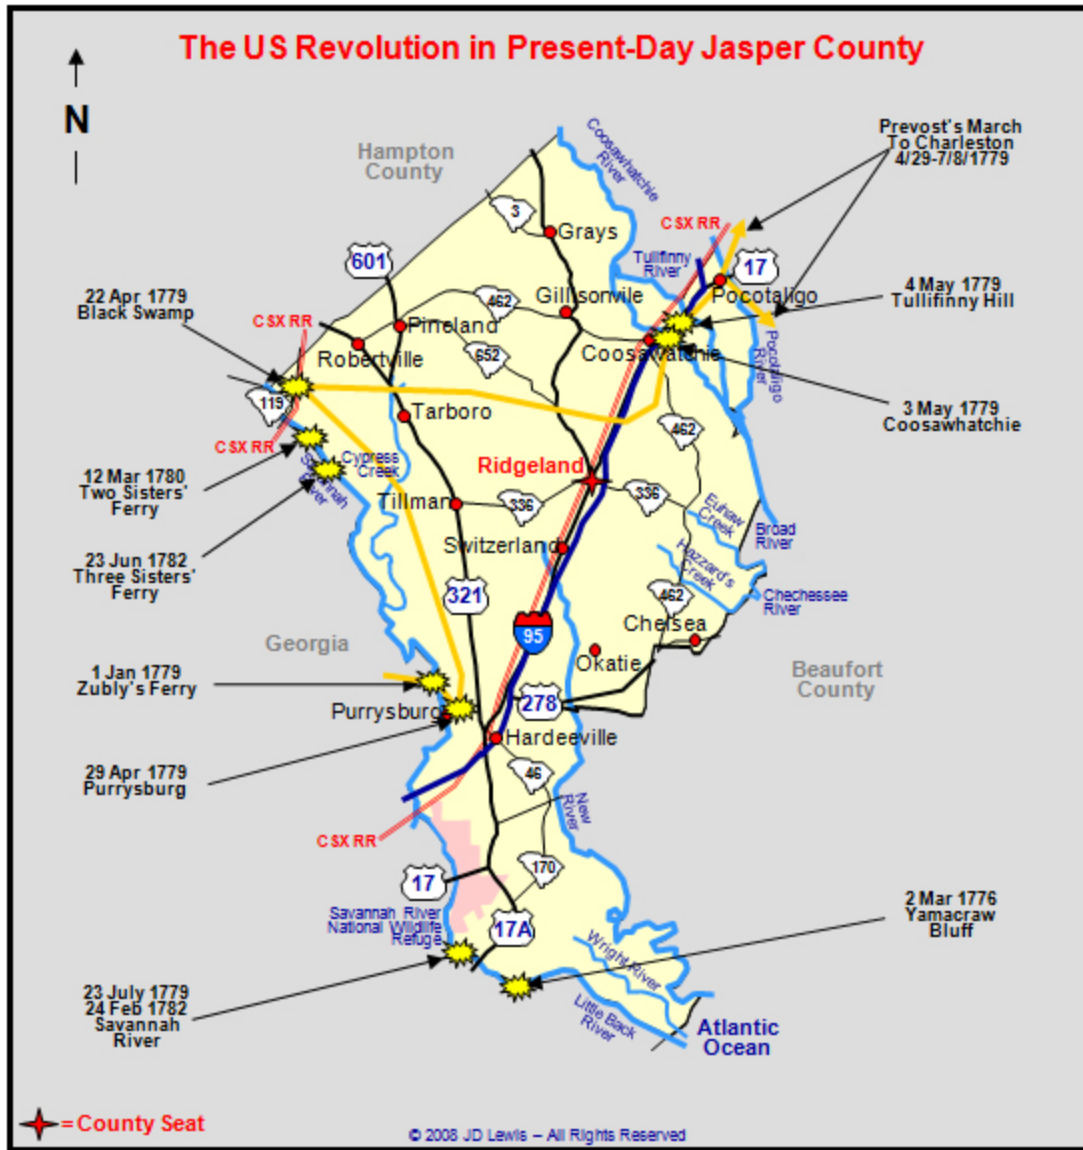 The US Revolution in Present-Day Jasper County
N
Prevost's March
To Charleston
4/29-7/8/1779
Hampton
County
Coosawhatchie
River
3
Grays
CSX RR
601
Tullifinny
River
17
4 May 1779
Tullifinny Hill
22 Apr 1779
Black Swamp
462
Gillisonvile
Pocotaligo
CSX RR
Pineland
Robertville
652
Coosawatchie
Pocotaligo
River
119
Tarboro
3 May 1779
Coosawhatchie
CSX RR
462
12 Mar 1780
Two Sisters'
Ferry
Savannah
River
Cypress
Creek
Ridgeland
Tillman
336
336
Euhaw
Creek
Broad
River
23 Jun 1782
Three Sisters'
Ferry
Switzerland
Hazzard's
Creek
321
462
Chechessee
River
95
Chelsea
Georgia
Okatie
Beaufort
County
1 Jan 1779
Zubly's Ferry
278
Purrysburg
Hardeeville
29 Apr 1779
Purrysburg
46
New
River
CSX RR
170
17
2 Mar 1776
Yamacraw
Bluff
Savannah River
National Wildlife
Refuge
17A
Wright River
23 July 1779
24 Feb 1782
Savannah
River
Little Back
River
Atlantic
Ocean
= County Seat
© 2008 JD Lewis – All Rights Reserved